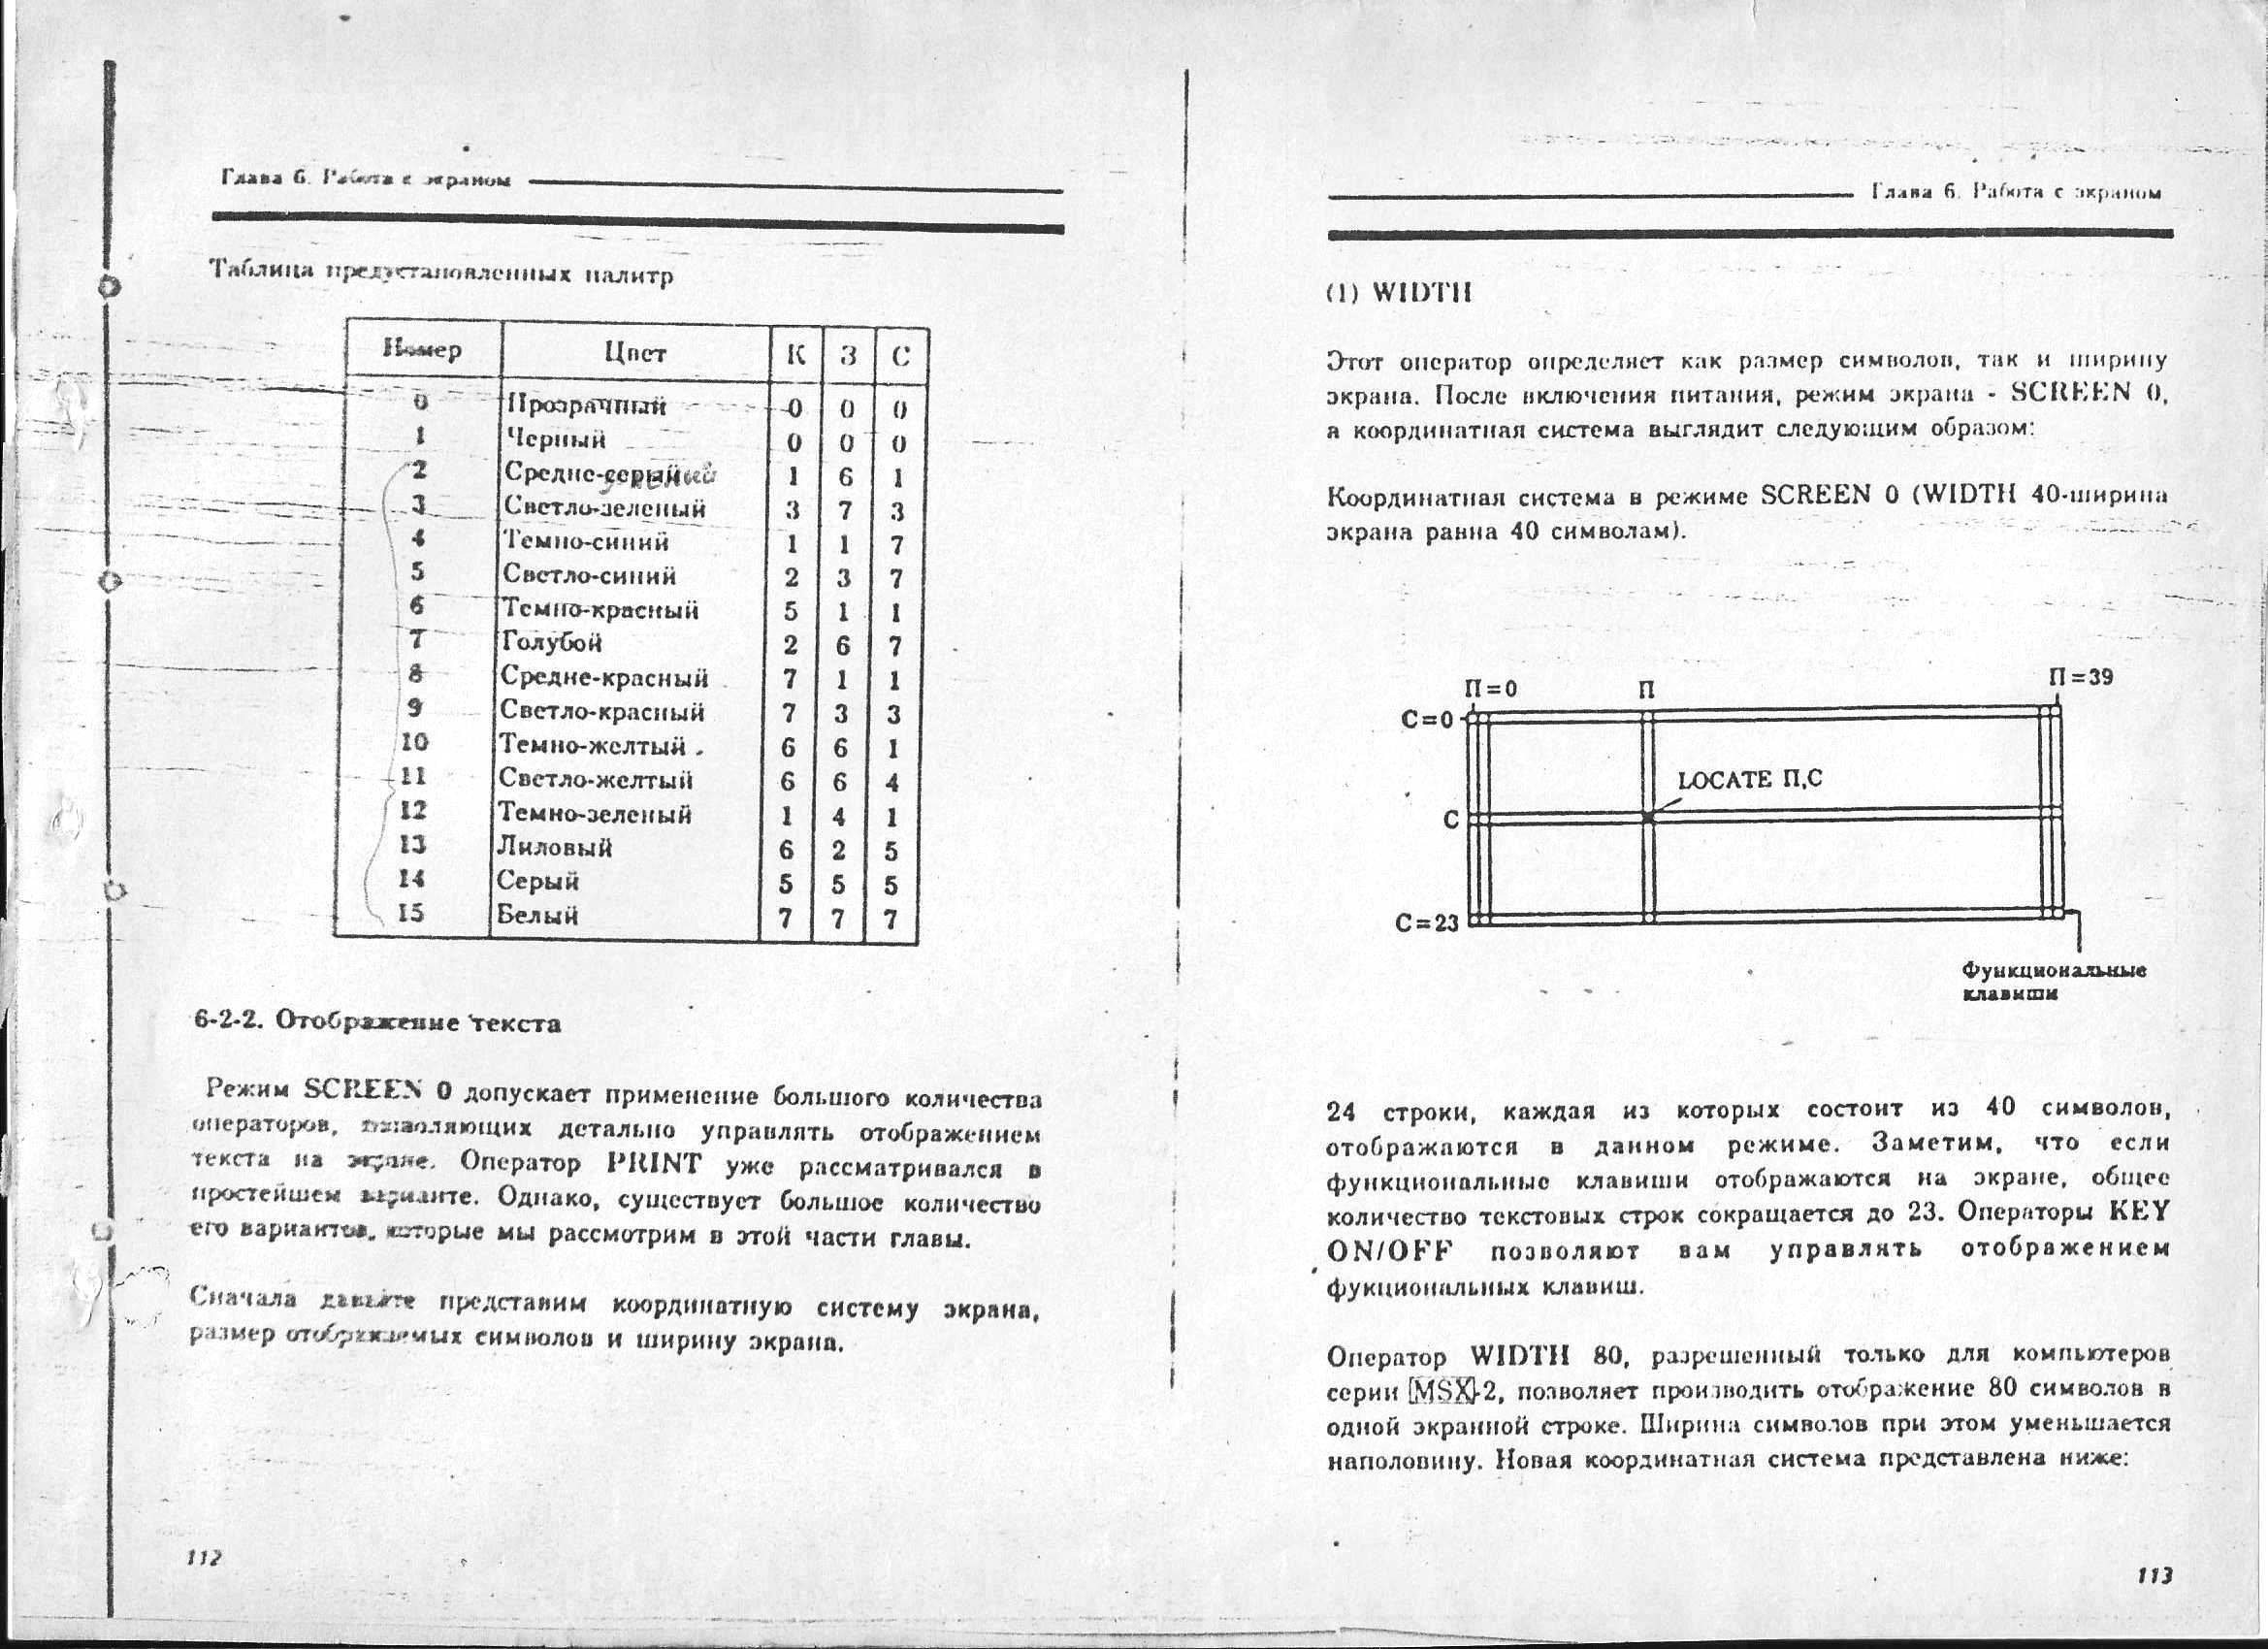 Глава 6. Работа с экраном
Таблица предустановленных палитр
Номер Цвет К З С
0 Прозрачный 0 0 0
1 Черный 0 0 0
2 Средне-серый зеленый 1 6 1
3 Светло-зеленый 3 7 3
4 Темно-синий 1 1 7
5 Светло-синий 2 3 7
6 Темно-красный 5 1 1
7 Голубой 2 6 7
8 Средне-красный 7 1 1
9 Светло-красный 7 3 3
10 Темно-желтый 6 6 1
11 Светло-желтый 6 6 4
12 Темно-зеленый 1 4 1
13 Лиловый 6 2 5
14 Серый 5 5 5
15 Белый 7 7 7
6-2-2. Отображение текста
Режим SCREEN 0 допускает применение большого количества
операторов, позволяющих детально управлять отображением
текста на экране. Оператор PRINT уже рассматривался в
простейшем варианте. Однако, существует большое количество
его вариантов, которые мы рассмотрим в этой части главы.
Сначала давайте представим координатную систему экрана,
размер отображаемых символов и ширину экрана.
112
Глава 6. Работа с экраном
(1) WIDTH
Этот оператор определяет как размер символов, так и ширину
экрана. После включения питания, режим экрана - SCREEN 0,
а координатная система выглядит следующим образом:
Координатная система в режиме SCREEN 0 (WIDTH 40-ширина
экрана равна 40 символам).
П=0 П П=39
С=0
LOCATE П,С
С
С=23
Функциональные
клавиши
24 строки, каждая из которых состоит из 40 символов,
отображаются в данном режиме. Заметим, что если
функциональные клавиши отображаются на экране, общее
количество текстовых строк сокращается до 23. Операторы KEY
ON/OFF позволяют вам управлять отображением
фукциональных клавиш.
Оператор WIDTH 80, разрешенный только для компьютеров
серии MSX-2, позволяет производить отображение 80 символов в
одной экранной строке. Ширина символов при этом уменьшается
наполовину. Новая координатная система представлена ниже:
113